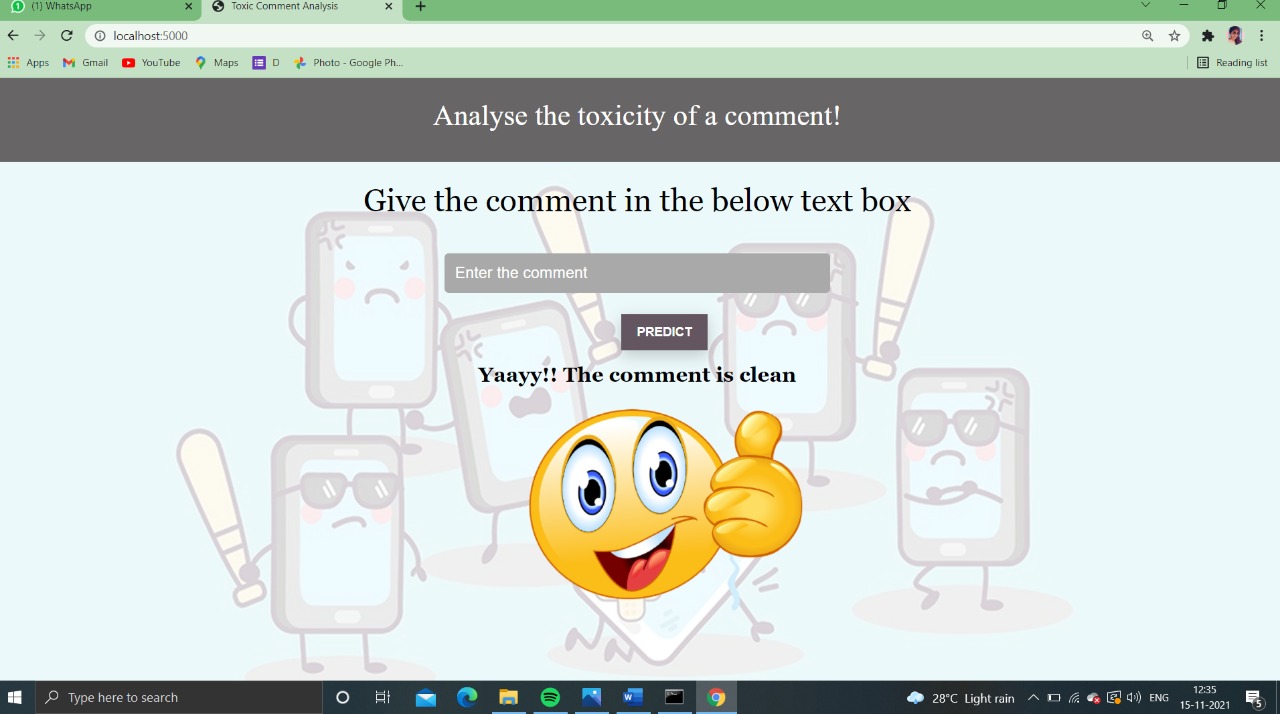 (1) WhatsApp
Toxic Comment Analysis
localhost:5000
Apps
Gmail
YouTube
Maps
D
Photo - Google Ph...
Reading list
Analyse the toxicity of a comment!
Give the comment in the below text box
Enter the comment
PREDICT
Yaayy!! The comment is clean
Type here to search
28°C Light rain
ENG
12:35
15-11-2021
5